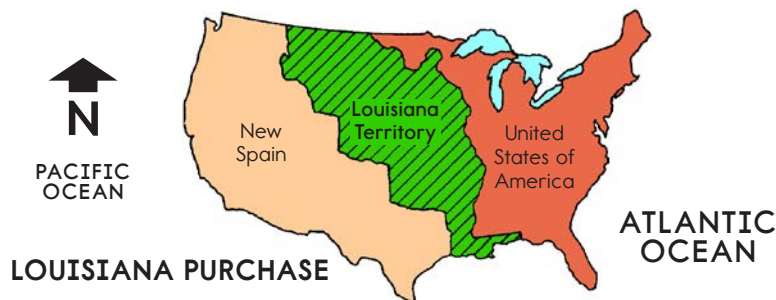 N
PACIFIC
OCEAN
New
Spain
Louisiana
Territory
United
States of
America
ATLANTIC
OCEAN
LOUISIANA PURCHASE